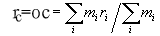 r_c=oc = ∑_i m_i r_i / ∑_i m_i